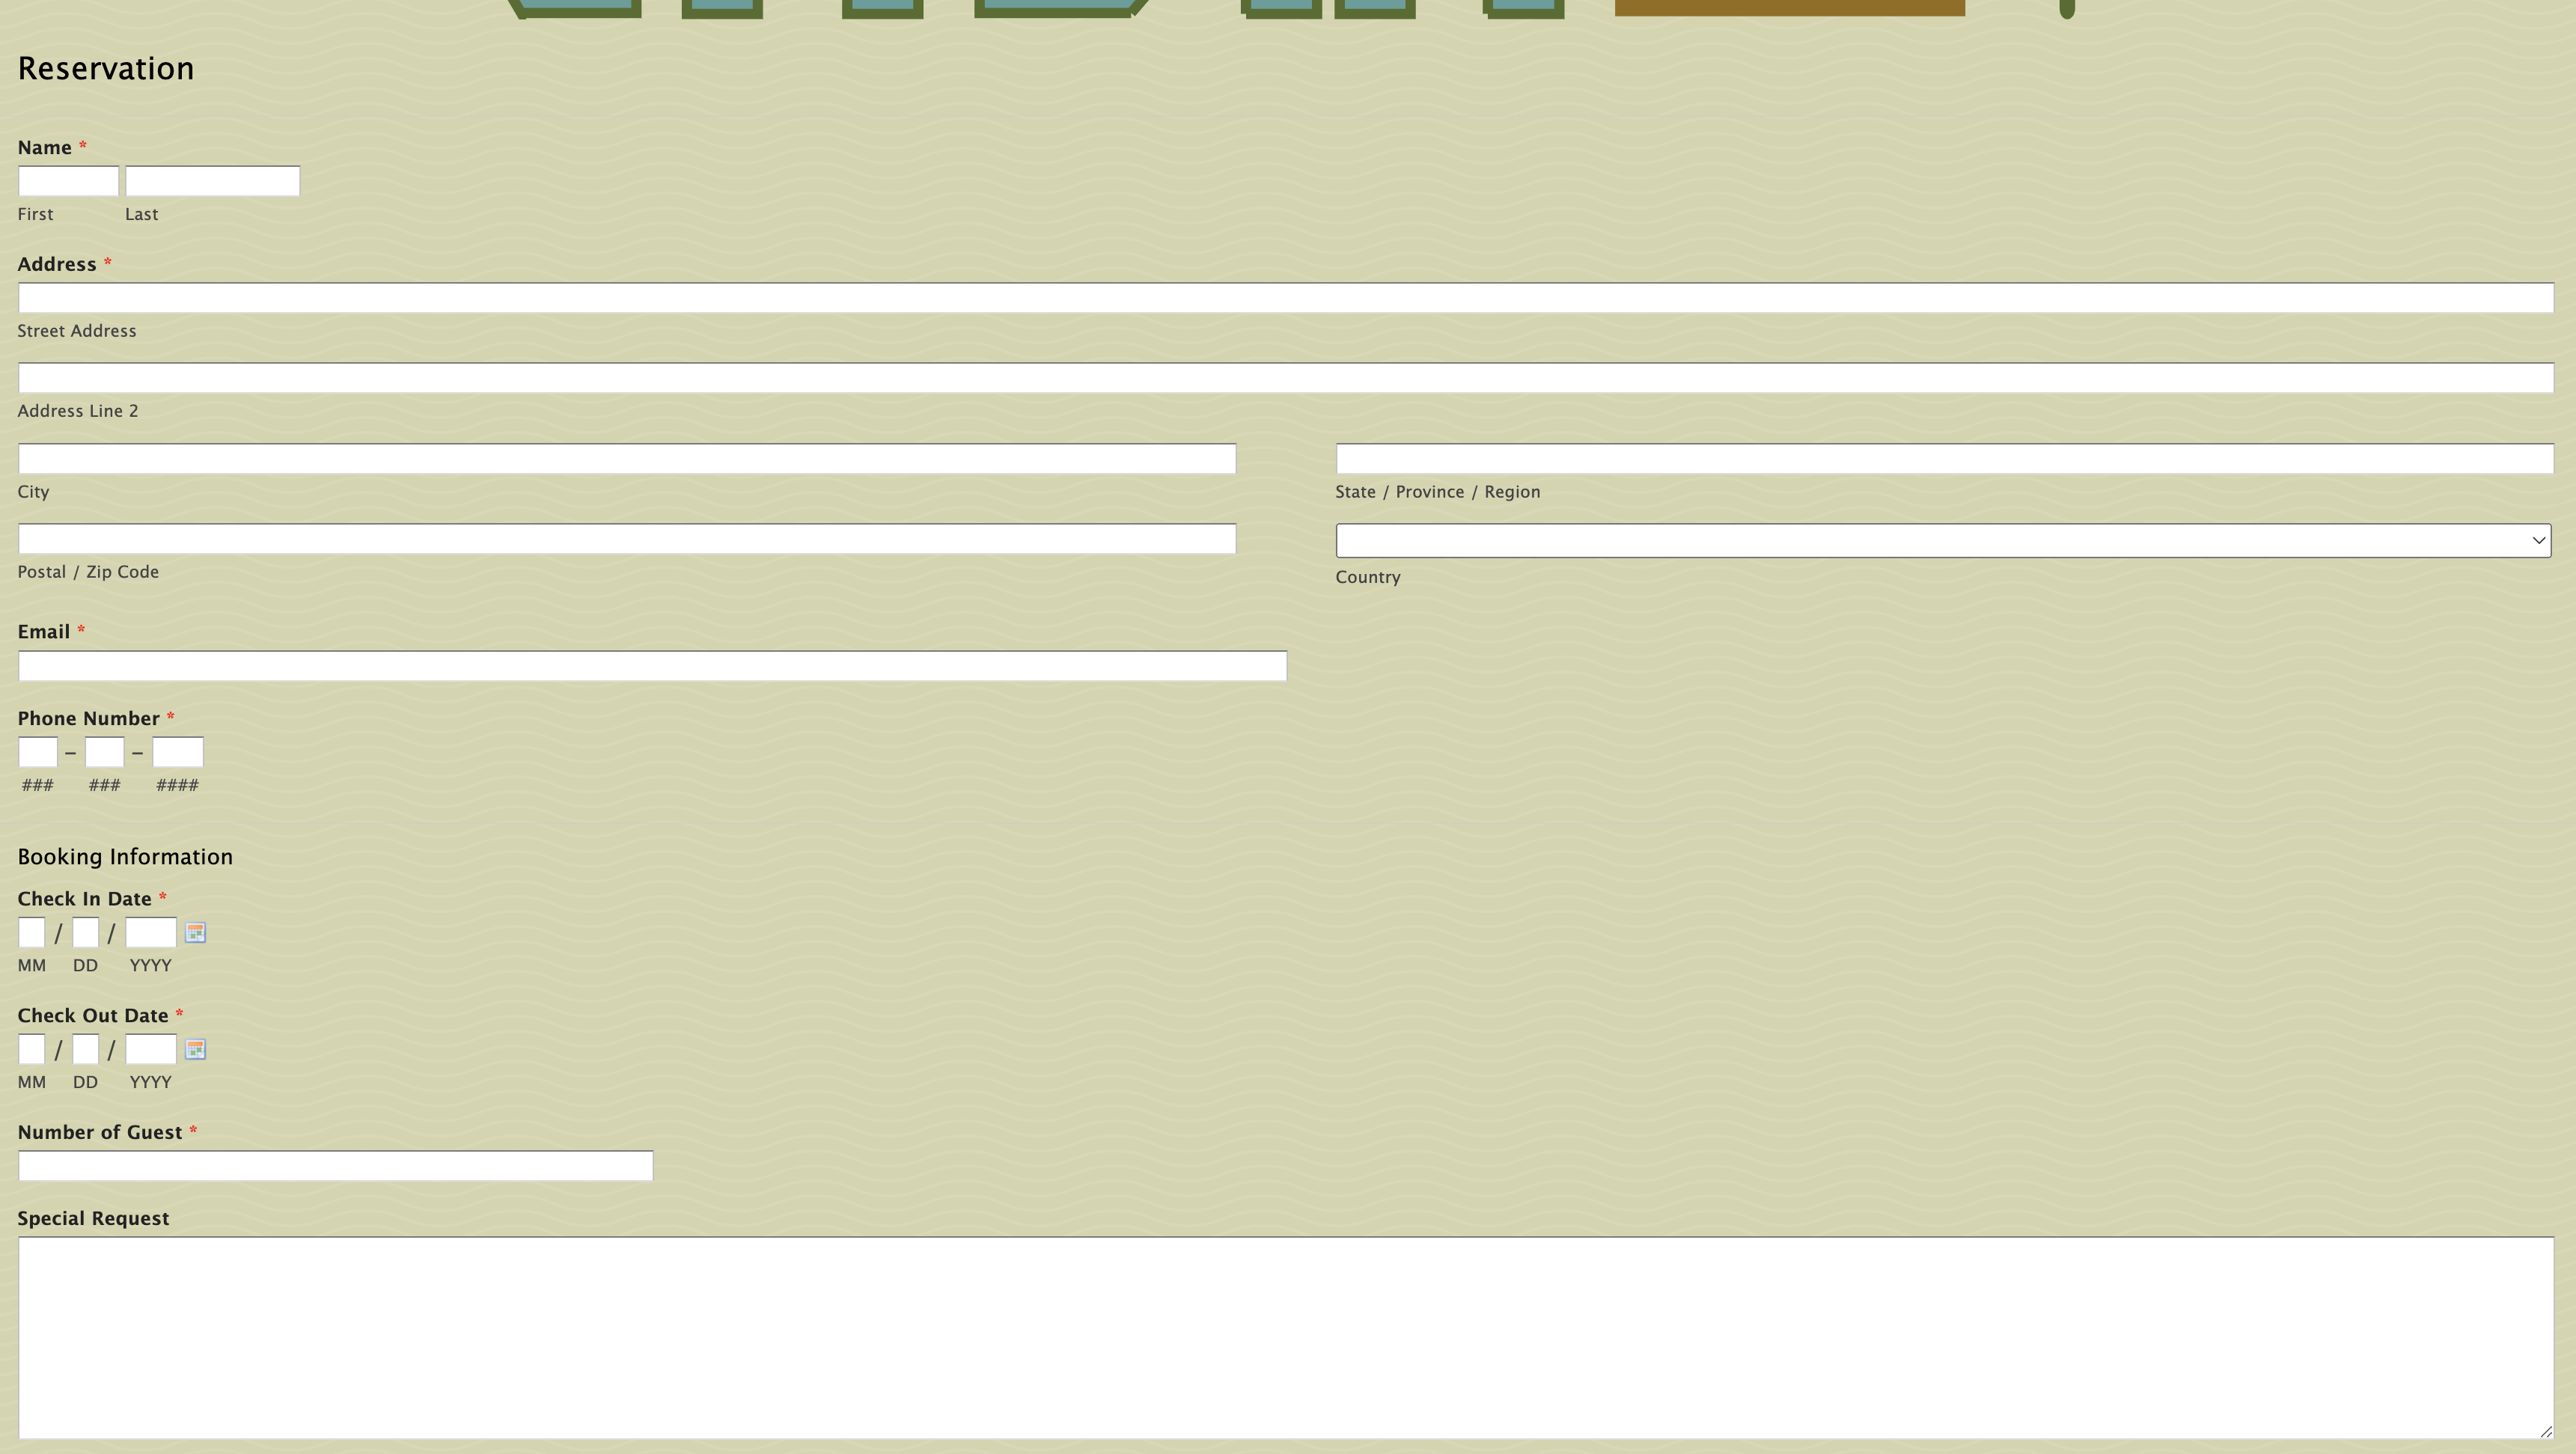 Reservation
Name *
First Last
Address *
Street Address
Address Line 2
City State / Province / Region
Postal / Zip Code Country
Email *
Phone Number *
– –
### ### ####
Booking Information
Check In Date *
/ /
MM DD YYYY
Check Out Date *
/ /
MM DD YYYY
Number of Guest *
Special Request